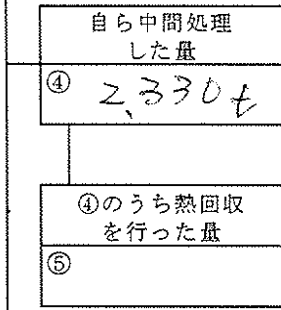 自ら中間処理
した量
④ 2,330t
④のうち熱回収
を行った量
⑤